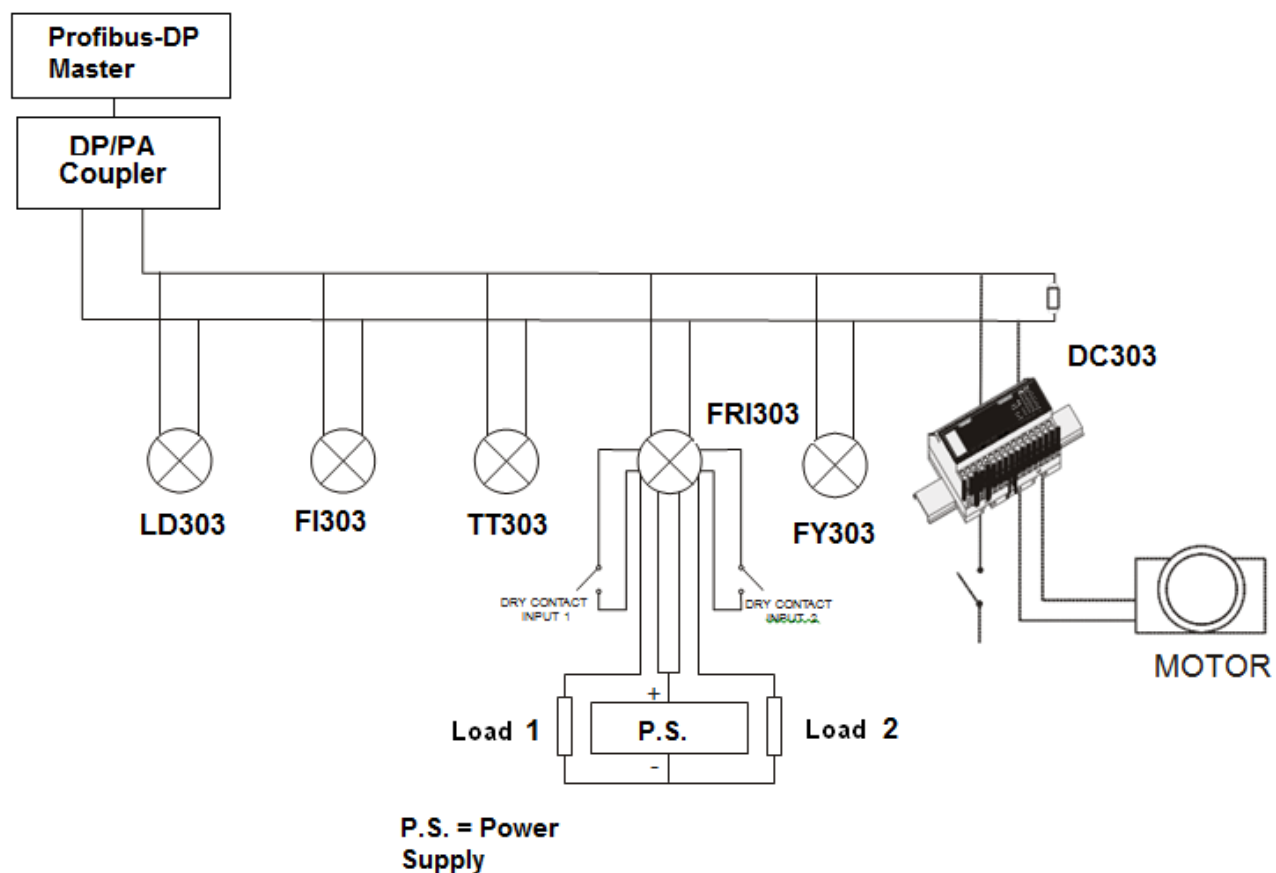 Profibus-DP
Master
DP/PA
Coupler
DC303
FRI303
LD303
FI303
TT303
FY303
DRY CONTACT
INPUT 1
DRY CONTACT
INBUT 2
MOTOR
+
Load 1
P.S.
Load 2
-
P.S. = Power
Supply